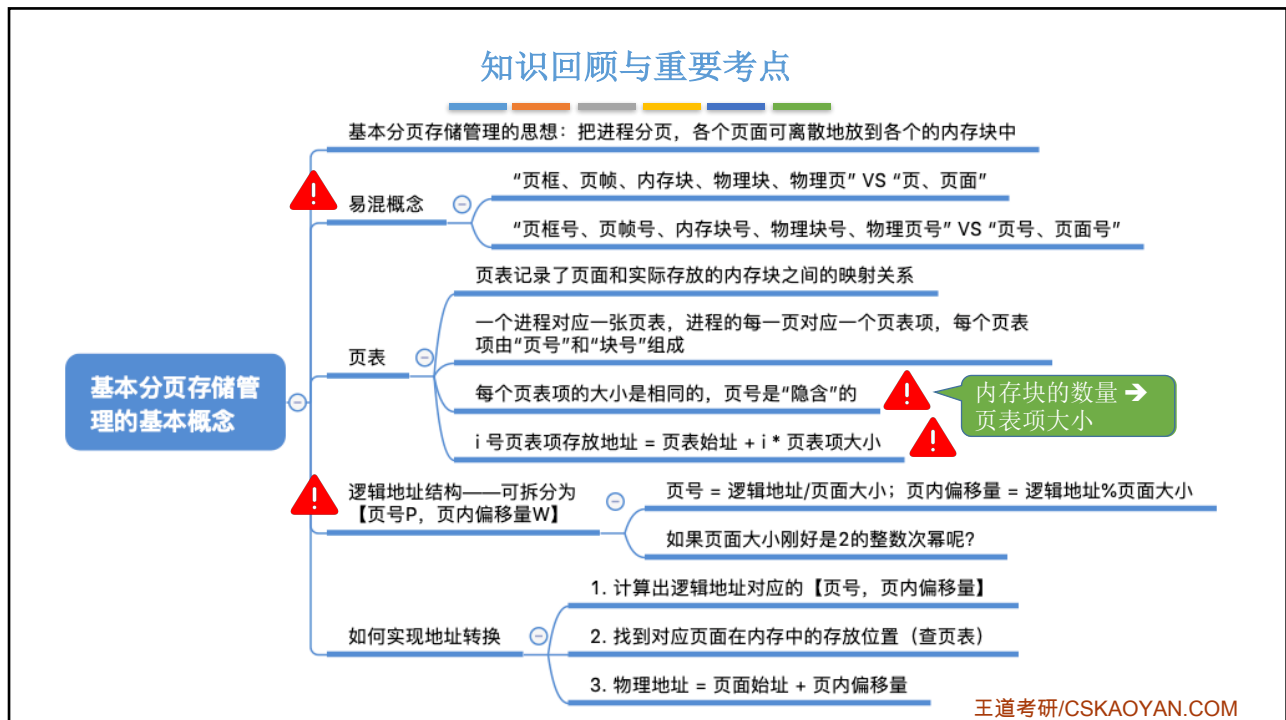 知识回顾与重要考点
基本分页存储管理的思想：把进程分页，各个页面可离散地放到各个的内存块中
易混概念
“页框、页帧、内存块、物理块、物理页” VS “页、页面”
“页框号、页帧号、内存块号、物理块号、物理页号” VS “页号、页面号”
页表记录了页面和实际存放的内存块之间的映射关系
一个进程对应一张页表，进程的每一页对应一个页表项，每个页表
项由“页号”和“块号”组成
页表
每个页表项的大小是相同的，页号是“隐含”的
内存块的数量 ➔
页表项大小
i 号页表项存放地址 = 页表始址 + i * 页表项大小
基本分页存储管
理的基本概念
逻辑地址结构——可拆分为
【页号P，页内偏移量W】
页号 = 逻辑地址/页面大小；页内偏移量 = 逻辑地址%页面大小
如果页面大小刚好是2的整数次幂呢？
如何实现地址转换
1. 计算出逻辑地址对应的【页号，页内偏移量】
2. 找到对应页面在内存中的存放位置（查页表）
3. 物理地址 = 页面始址 + 页内偏移量
王道考研/CSKAOYAN.COM